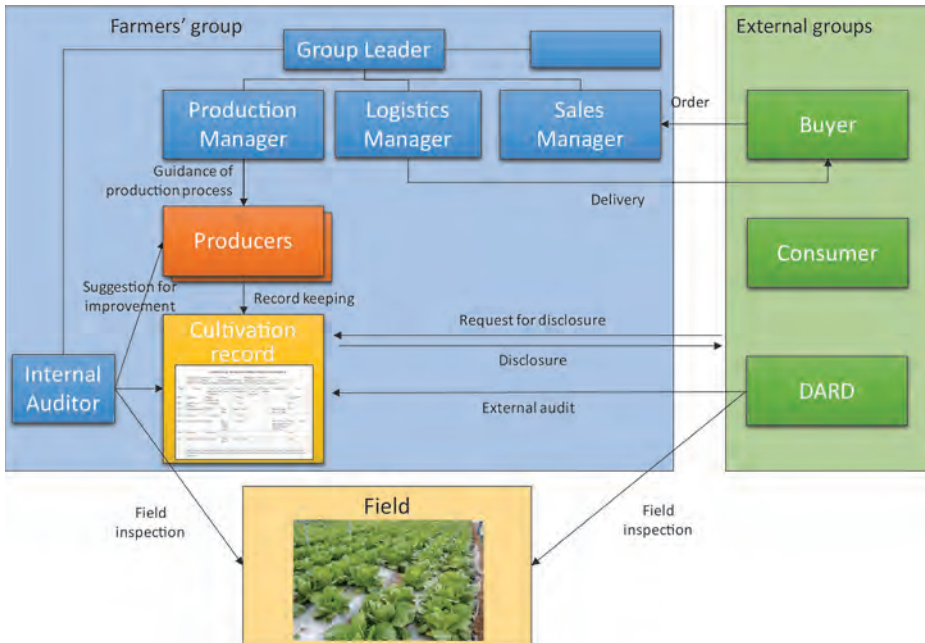 Farmers' group
External groups
Group Leader
Production
Manager
Logistics
Manager
Sales
Manager
Order
Buyer
Guidance of
production process
Delivery
Producers
Consumer
Suggestion for
improvement
Record keeping
Cultivation
record
Request for disclosure
Disclosure
Internal
Auditor
External audit
DARD
Field
inspection
Field
Field
inspection